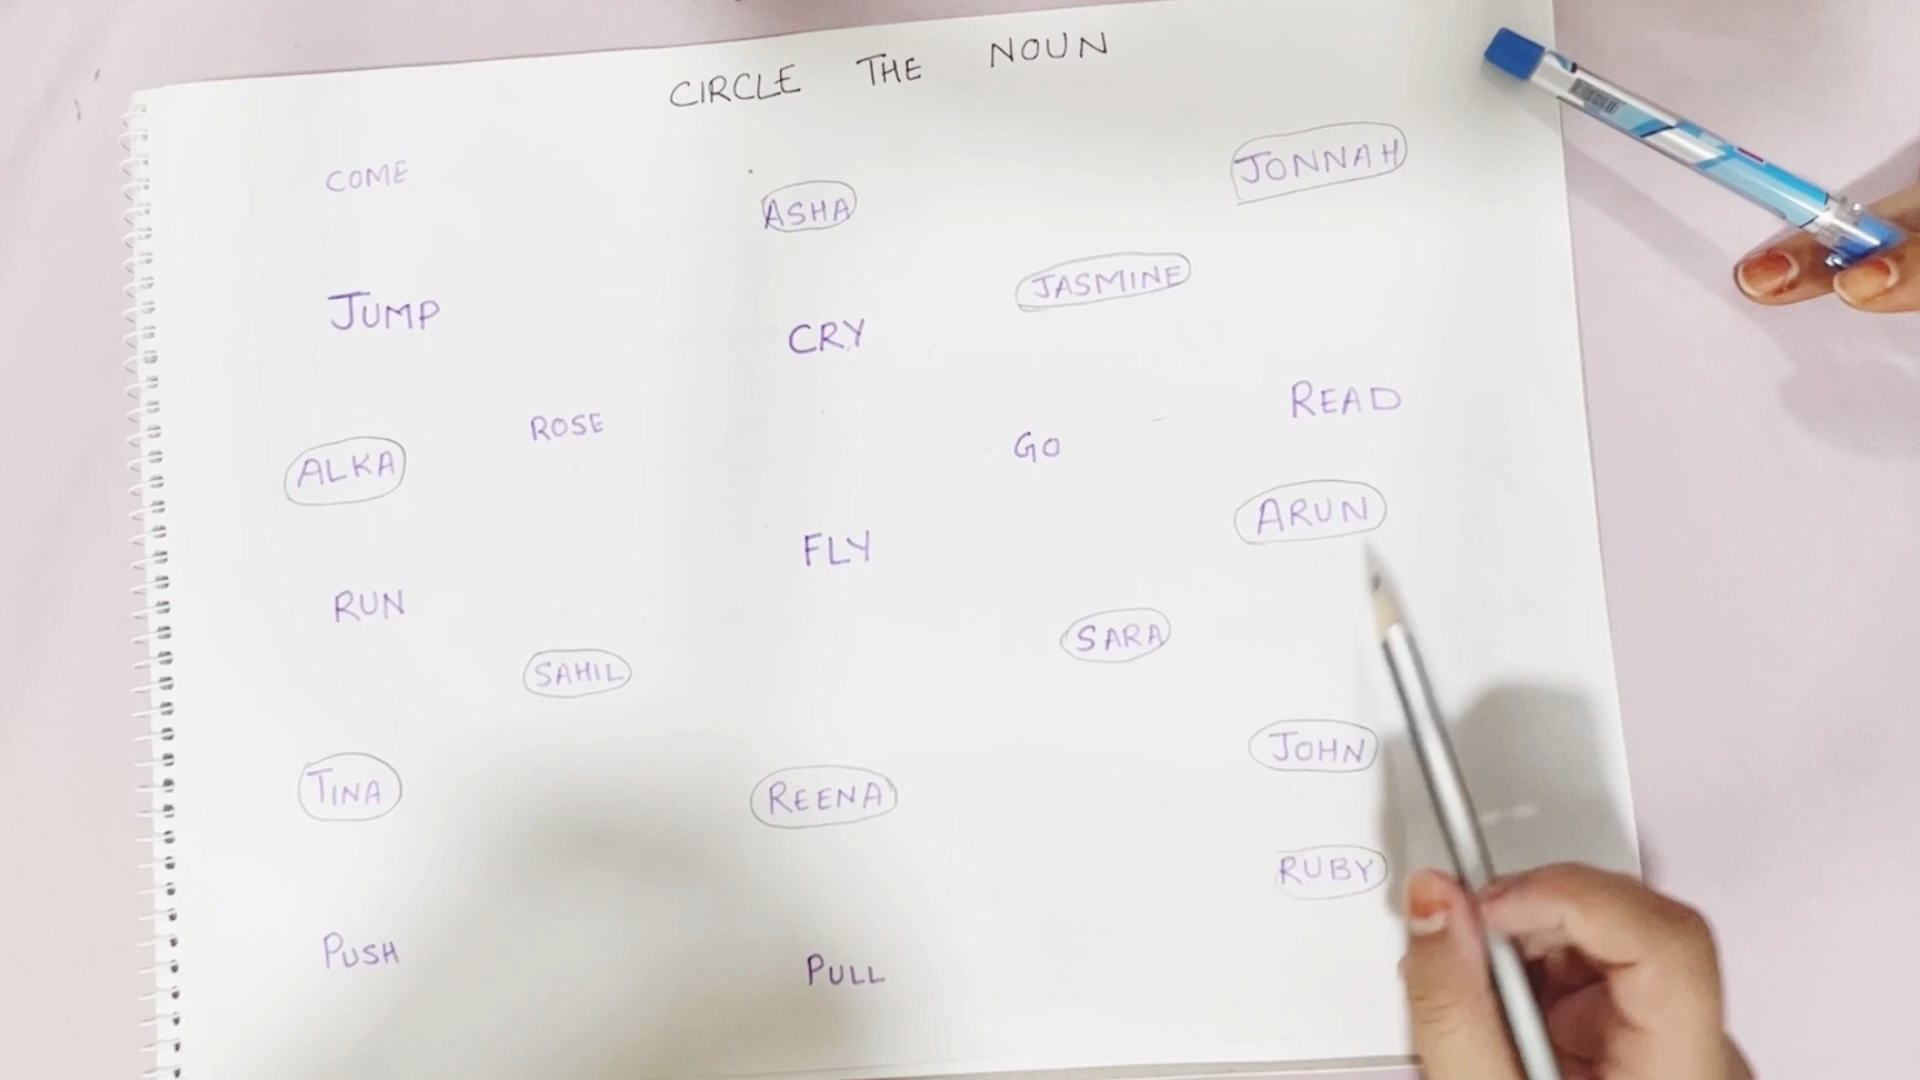 CIRCLE THE NOUN
COME
ASHA
JONNAH
JASMINE
JUMP
CRY
READ
ROSE
GO
ALKA
ARUN
FLY
RUN
SARA
SAHIL
JOHN
TINA
REENA
RUBY
PUSH
PULL